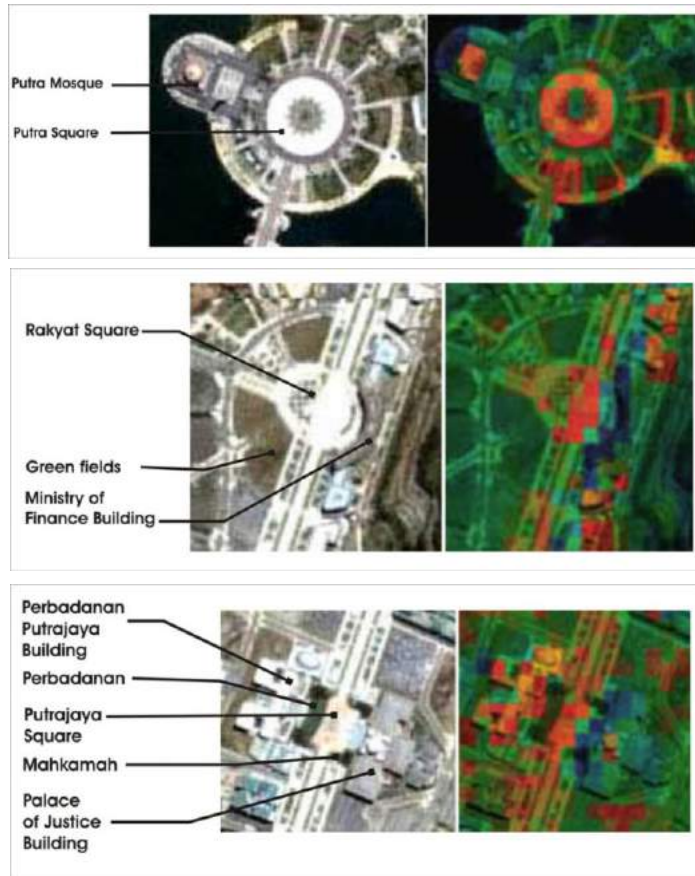 Putra Mosque
Putra Square
Rakyat Square
Green fields
Ministry of
Finance Building
Perbadanan
Putrajaya
Building
Perbadanan
Putrajaya
Square
Mahkamah
Palace
of Justice
Building